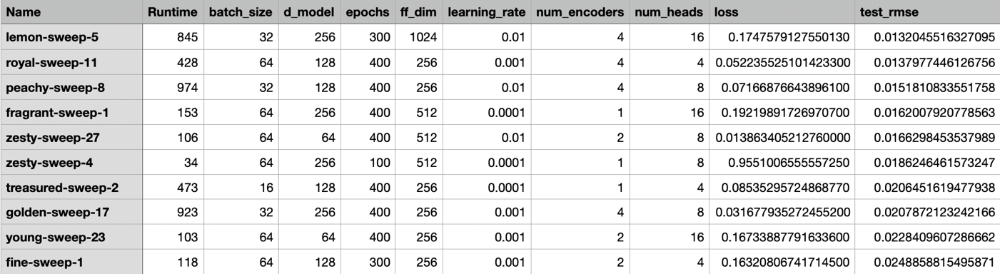 Name Runtime batch_size d_model epochs ff_dim learning_rate num_encoders num_heads loss test_rmse
lemon-sweep-5 845 32 256 300 1024 0.01 4 16 0.1747579127550130 0.0132045516327095
royal-sweep-11 428 64 128 400 256 0.001 4 4 0.052235525101423300 0.0137977446126756
peachy-sweep-8 974 32 128 400 256 0.01 4 8 0.07166876643896100 0.0151810833551758
fragrant-sweep-1 153 64 256 400 512 0.0001 1 16 0.19219891726970700 0.0162007920778563
zesty-sweep-27 106 64 64 400 512 0.01 2 8 0.013863405212760000 0.0166298453537989
zesty-sweep-4 34 64 256 100 512 0.0001 1 8 0.9551006555557250 0.0186246461573247
treasured-sweep-2 473 16 128 400 256 0.0001 1 4 0.08535295724868770 0.0206451619477938
golden-sweep-17 923 32 256 400 256 0.001 4 8 0.031677935272455200 0.0207872123242166
young-sweep-23 103 64 64 400 256 0.001 2 16 0.16733887791633600 0.0228409607286662
fine-sweep-1 118 64 128 300 256 0.001 2 4 0.16320806741714500 0.0248858815495871